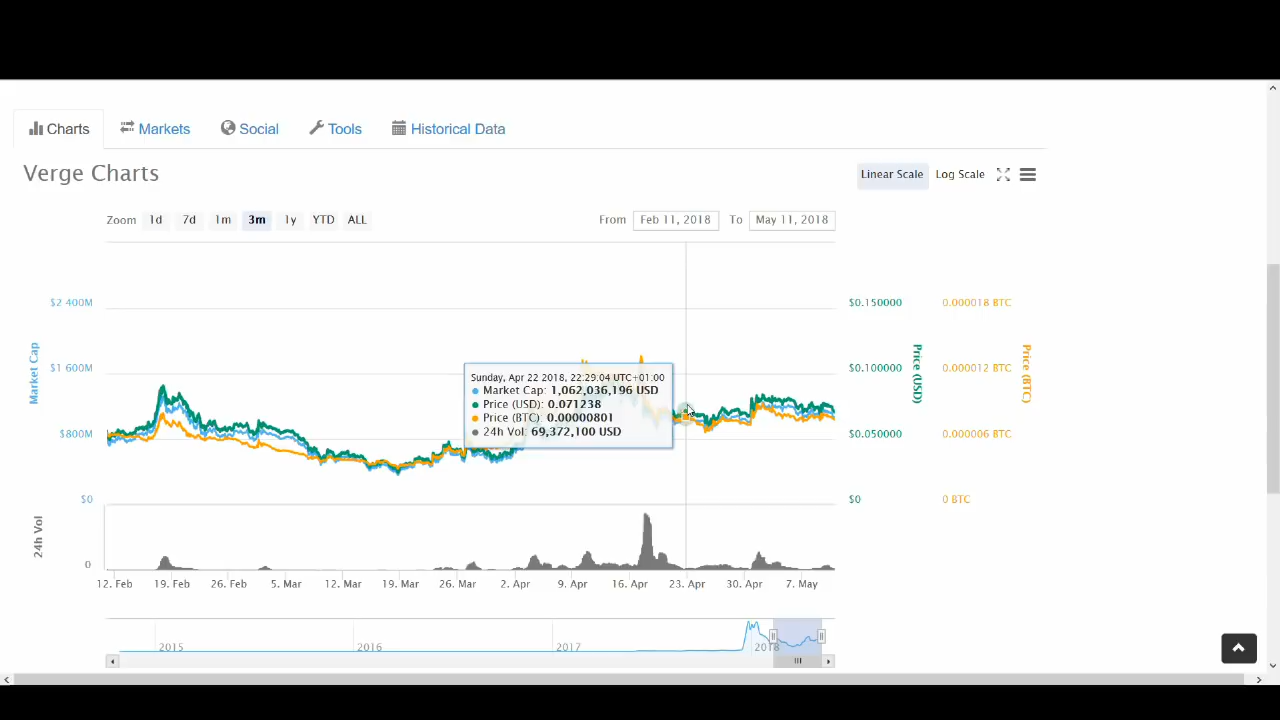 Charts Markets Social Tools Historical Data
Verge Charts
Linear Scale Log Scale
Zoom 1d 7d 1m 3m 1y YTD ALL From Feb 11, 2018 To May 11, 2018
$2 400M $0.150000 0.000018 BTC
$1 600M $0.100000 0.000012 BTC
$800M $0.050000 0.000006 BTC
$0 $0 0 BTC
Market Cap
Price (USD)
Price (BTC)
Sunday, Apr 22 2018, 22:29:04 UTC+01:00
Market Cap: 1,062,036,196 USD
Price (USD): 0.071238
Price (BTC): 0.00000801
24h Vol: 69,372,100 USD
24h Vol
0
12. Feb 19. Feb 26. Feb 5. Mar 12. Mar 19. Mar 26. Mar 2. Apr 9. Apr 16. Apr 23. Apr 30. Apr 7. May
2015 2016 2017 2018